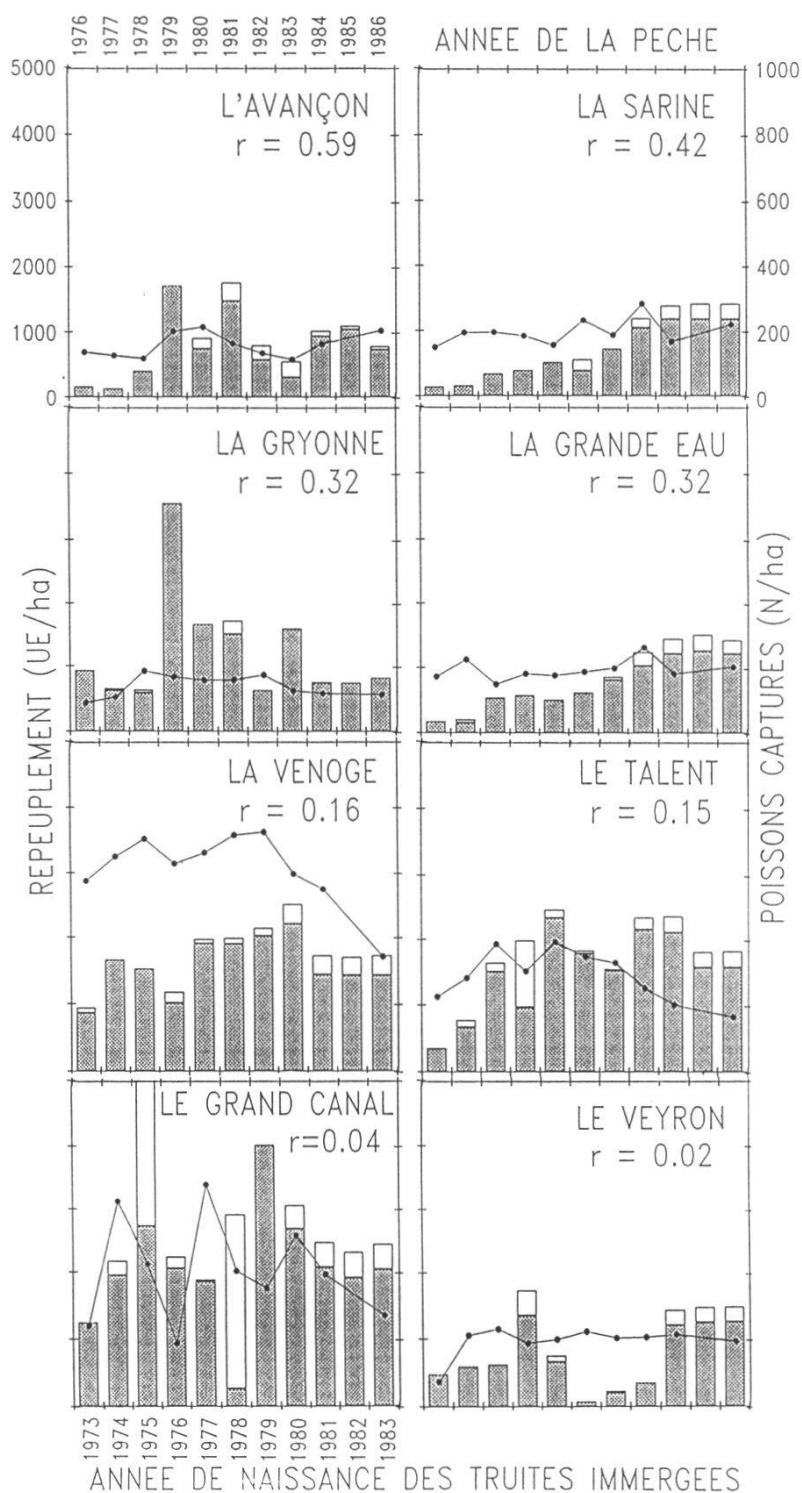 1976
1977
1978
1979
1980
1981
1982
1983
1984
1985
1986
ANNEE DE LA PECHE
5000
4000
3000
2000
1000
0
L'AVANÇON
r = 0.59
LA SARINE
r = 0.42
1000
800
600
400
200
0
LA GRYONNE
r = 0.32
LA GRANDE EAU
r = 0.32
REPEUPLEMENT (UE/ha)
POISSONS CAPTURES (N/ha)
LA VENOGE
r = 0.16
LE TALENT
r = 0.15
LE GRAND CANAL
r=0.04
LE VEYRON
r = 0.02
1973
1974
1975
1976
1977
1978
1979
1980
1981
1982
1983
ANNEE DE NAISSANCE DES TRUITES IMMERGEES